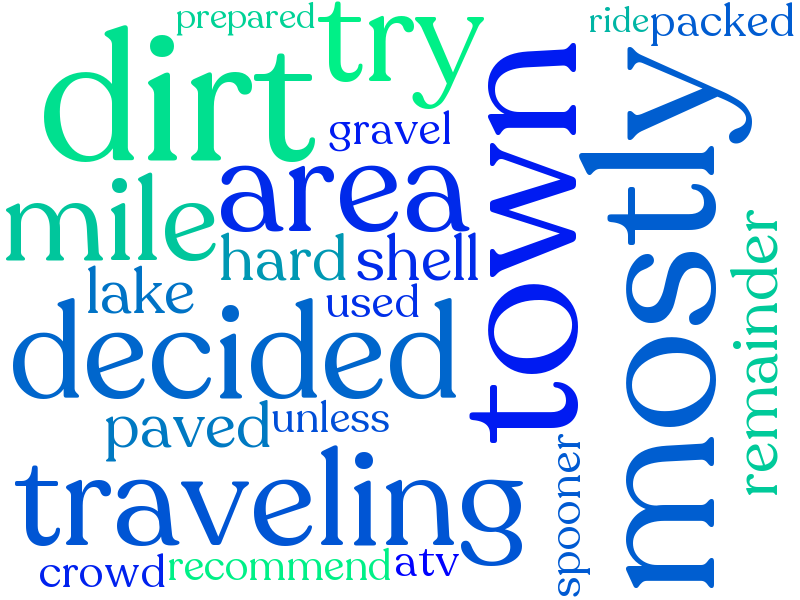 prepared
try
ride
packed
dirt
gravel
town
mostly
area
mile
hard
shell
remainder
lake
used
decided
paved
unless
traveling
spooner
crowd
recommend
atv